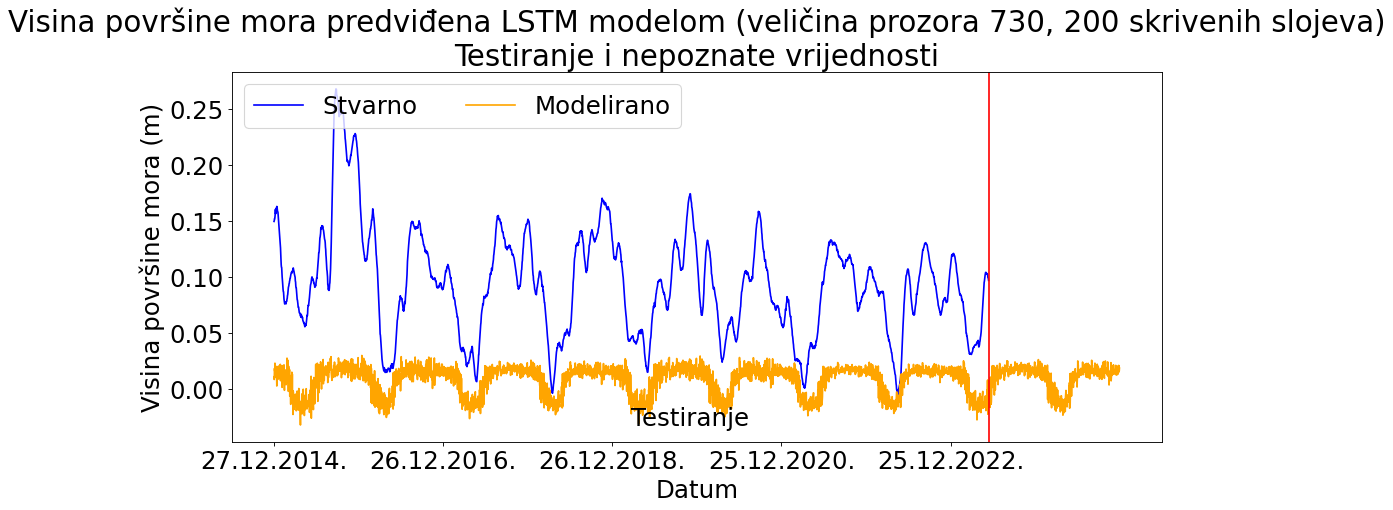 Visina površine mora predviđena LSTM modelom (veličina prozora 730, 200 skrivenih slojeva)
Testiranje i nepoznate vrijednosti
Stvarno
Modelirano
Visina površine mora (m)
0.25
0.20
0.15
0.10
0.05
0.00
Testiranje
27.12.2014.
26.12.2016.
26.12.2018.
25.12.2020.
25.12.2022.
Datum